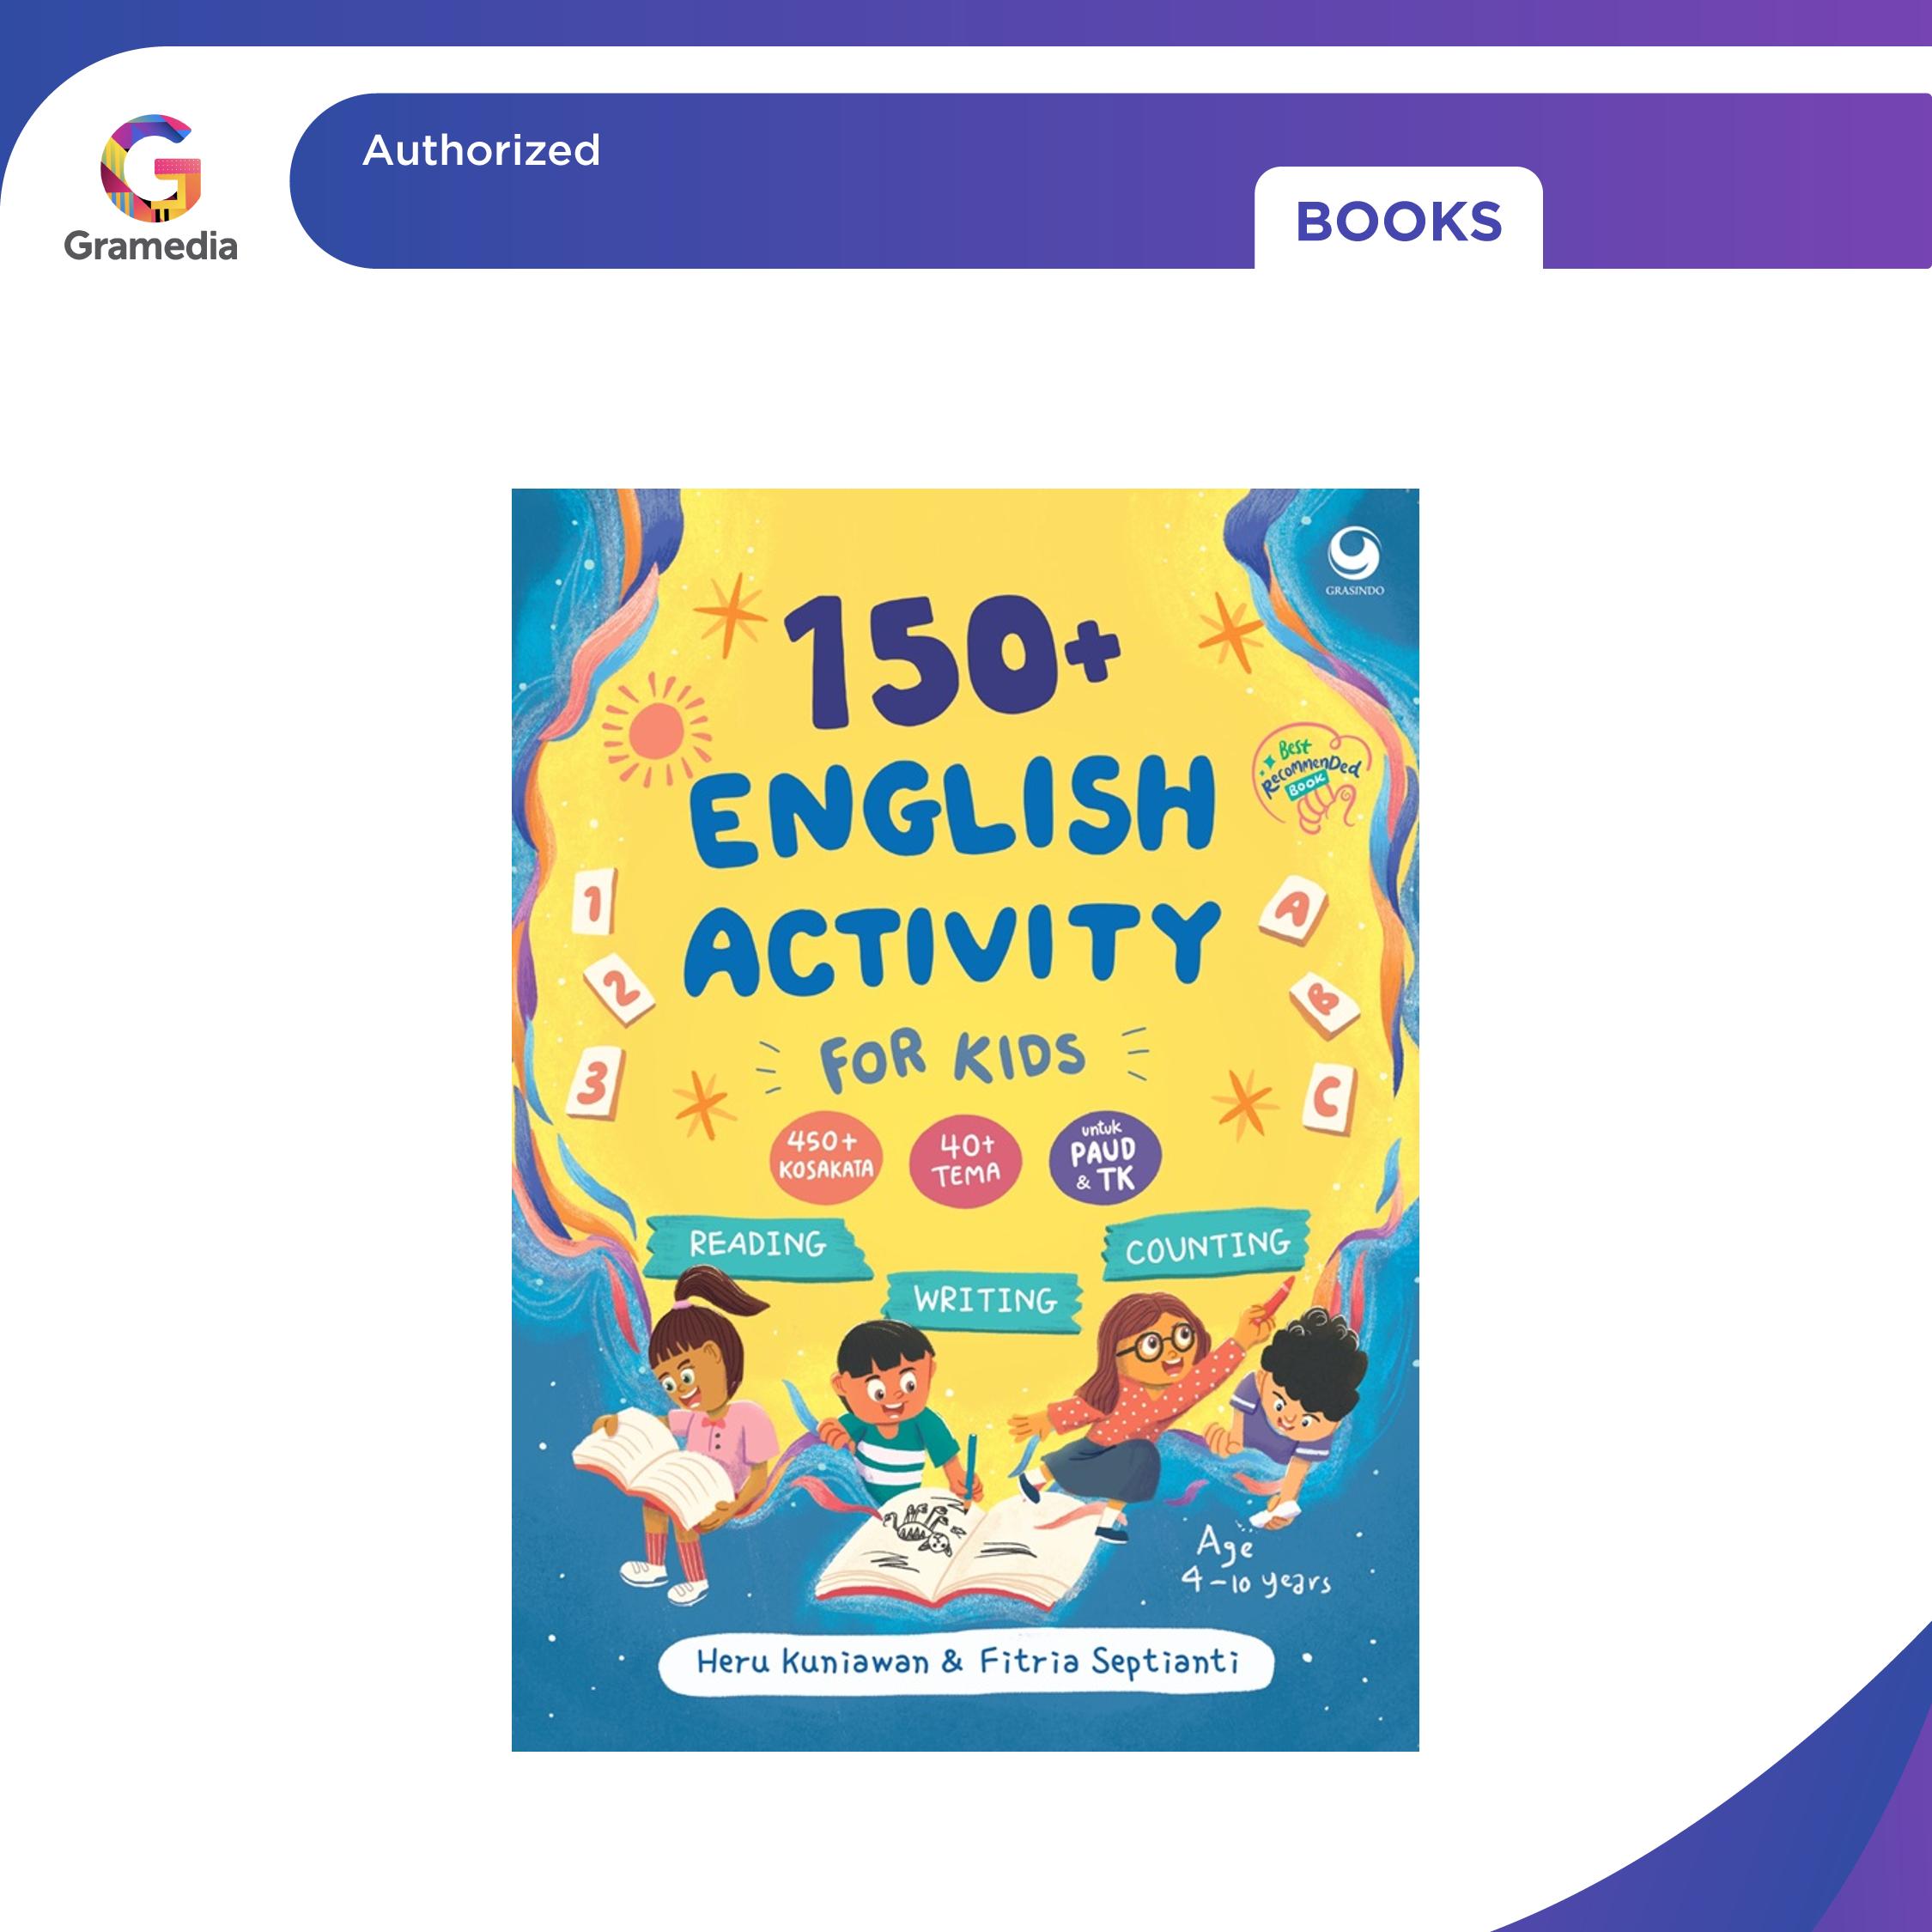 Gramedia
Authorized
BOOKS
GRASINDO
150+
ENGLISH
ACTIVITY
FOR KIDS
Best
Recommended
BOOK
1
2
3
A
B
C
450+
KOSAKATA
40+
TEMA
untuk
PAUD
& TK
READING
WRITING
COUNTING
Age
4-10 years
Heru Kuniawan & Fitria Septianti